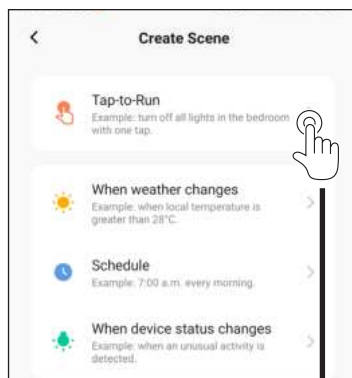 Create Scene
Tap-to-Run
Example: turn off all lights in the bedroom
with one tap.
When weather changes
Example: when local temperature is
greater than 28°C.
Schedule
Example: 7:00 a.m. every morning.
When device status changes
Example: when an unusual activity is
detected.